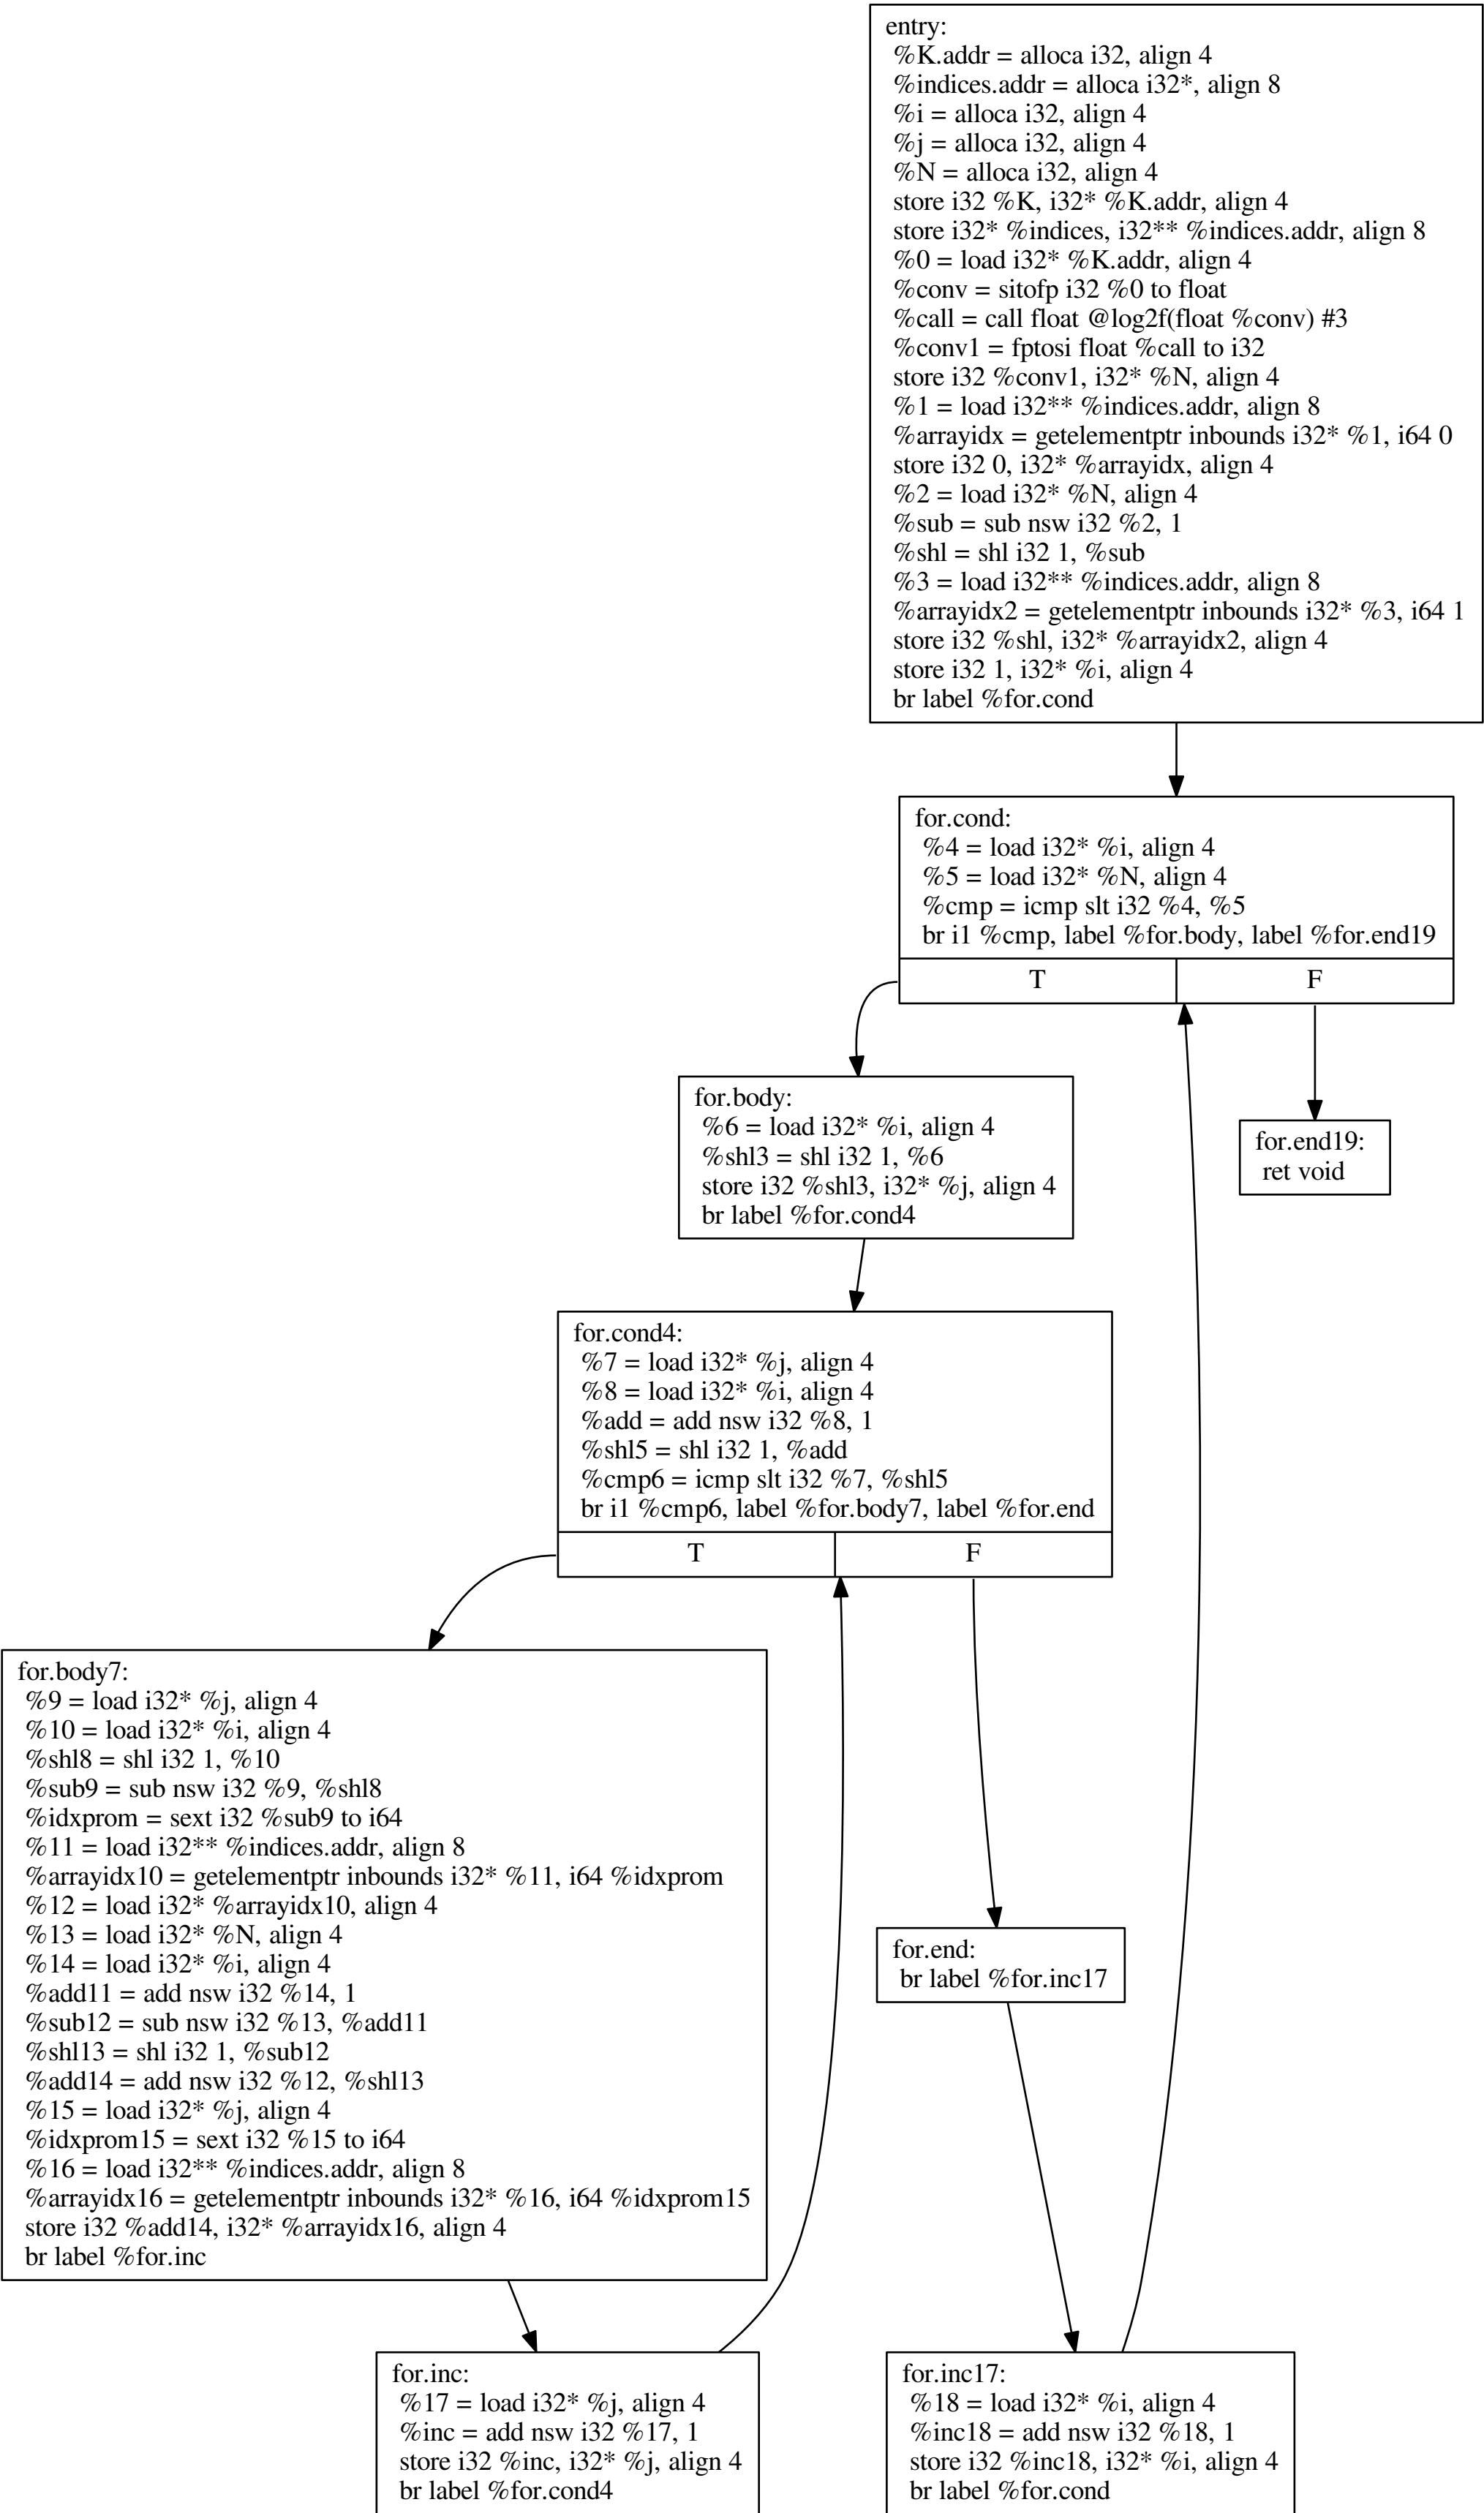 entry:
%K.addr = alloca i32, align 4
%indices.addr = alloca i32*, align 8
%i = alloca i32, align 4
%j = alloca i32, align 4
%N = alloca i32, align 4
store i32 %K, i32* %K.addr, align 4
store i32* %indices, i32** %indices.addr, align 8
%0 = load i32* %K.addr, align 4
%conv = sitofp i32 %0 to float
%call = call float @log2f(float %conv) #3
%conv1 = fptosi float %call to i32
store i32 %conv1, i32* %N, align 4
%1 = load i32** %indices.addr, align 8
%arrayidx = getelementptr inbounds i32* %1, i64 0
store i32 0, i32* %arrayidx, align 4
%2 = load i32* %N, align 4
%sub = sub nsw i32 %2, 1
%shl = shl i32 1, %sub
%3 = load i32** %indices.addr, align 8
%arrayidx2 = getelementptr inbounds i32* %3, i64 1
store i32 %shl, i32* %arrayidx2, align 4
store i32 1, i32* %i, align 4
br label %for.cond
for.cond:
%4 = load i32* %i, align 4
%5 = load i32* %N, align 4
%cmp = icmp slt i32 %4, %5
br i1 %cmp, label %for.body, label %for.end19
T
F
for.body:
%6 = load i32* %i, align 4
%shl3 = shl i32 1, %6
store i32 %shl3, i32* %j, align 4
br label %for.cond4
for.end19:
ret void
for.cond4:
%7 = load i32* %j, align 4
%8 = load i32* %i, align 4
%add = add nsw i32 %8, 1
%shl5 = shl i32 1, %add
%cmp6 = icmp slt i32 %7, %shl5
br i1 %cmp6, label %for.body7, label %for.end
T
F
for.body7:
%9 = load i32* %j, align 4
%10 = load i32* %i, align 4
%shl8 = shl i32 1, %10
%sub9 = sub nsw i32 %9, %shl8
%idxprom = sext i32 %sub9 to i64
%11 = load i32** %indices.addr, align 8
%arrayidx10 = getelementptr inbounds i32* %11, i64 %idxprom
%12 = load i32* %arrayidx10, align 4
%13 = load i32* %N, align 4
%14 = load i32* %i, align 4
%add11 = add nsw i32 %14, 1
%sub12 = sub nsw i32 %13, %add11
%shl13 = shl i32 1, %sub12
%add14 = add nsw i32 %12, %shl13
%15 = load i32* %j, align 4
%idxprom15 = sext i32 %15 to i64
%16 = load i32** %indices.addr, align 8
%arrayidx16 = getelementptr inbounds i32* %16, i64 %idxprom15
store i32 %add14, i32* %arrayidx16, align 4
br label %for.inc
for.end:
br label %for.inc17
for.inc:
%17 = load i32* %j, align 4
%inc = add nsw i32 %17, 1
store i32 %inc, i32* %j, align 4
br label %for.cond4
for.inc17:
%18 = load i32* %i, align 4
%inc18 = add nsw i32 %18, 1
store i32 %inc18, i32* %i, align 4
br label %for.cond